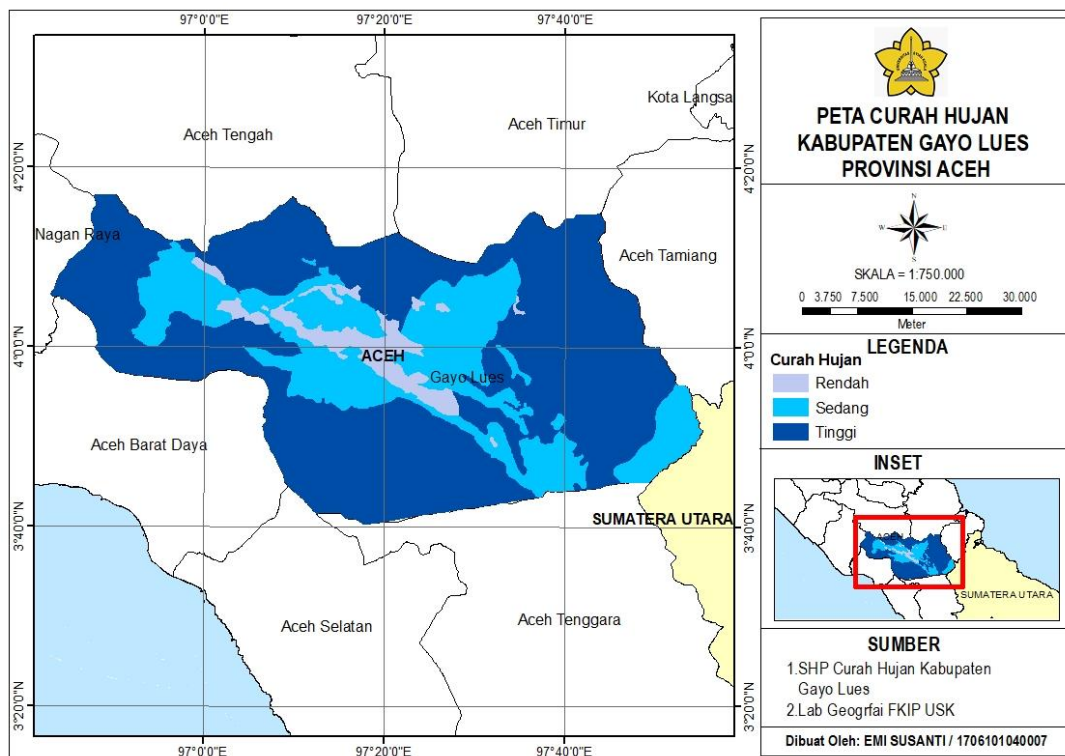 97°0'0"E
97°20'0"E
97°40'0"E
4°20'0"N
4°0'0"N
3°40'0"N
3°20'0"N
Kota Langsa
Aceh Tengah
Aceh Timur
Nagan Raya
Aceh Tamiang
ACEH
Gayo Lues
Aceh Barat Daya
SUMATERA UTARA
Aceh Selatan
Aceh Tenggara
4°20'0"N
4°0'0"N
3°40'0"N
3°20'0"N
97°0'0"E
97°20'0"E
97°40'0"E
PETA CURAH HUJAN
KABUPATEN GAYO LUES
PROVINSI ACEH
N
W
E
S
SKALA = 1:750.000
0 3.750 7.500 15.000 22.500 30.000
Meter
LEGENDA
Curah Hujan
Rendah
Sedang
Tinggi
INSET
ACEH
SUMATERA UTARA
SUMBER
1.SHP Curah Hujan Kabupaten
Gayo Lues
2.Lab Geogrfai FKIP USK
Dibuat Oleh: EMI SUSANTI / 1706101040007